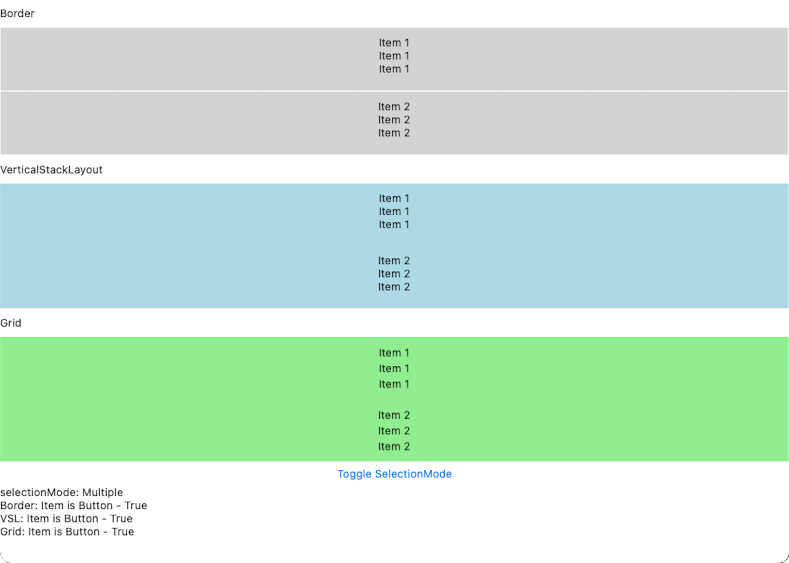 Border
Item 1
Item 1
Item 1
Item 2
Item 2
Item 2
VerticalStackLayout
Item 1
Item 1
Item 1
Item 2
Item 2
Item 2
Grid
Item 1
Item 1
Item 1
Item 2
Item 2
Item 2
Toggle SelectionMode
selectionMode: Multiple
Border: Item is Button - True
VSL: Item is Button - True
Grid: Item is Button - True